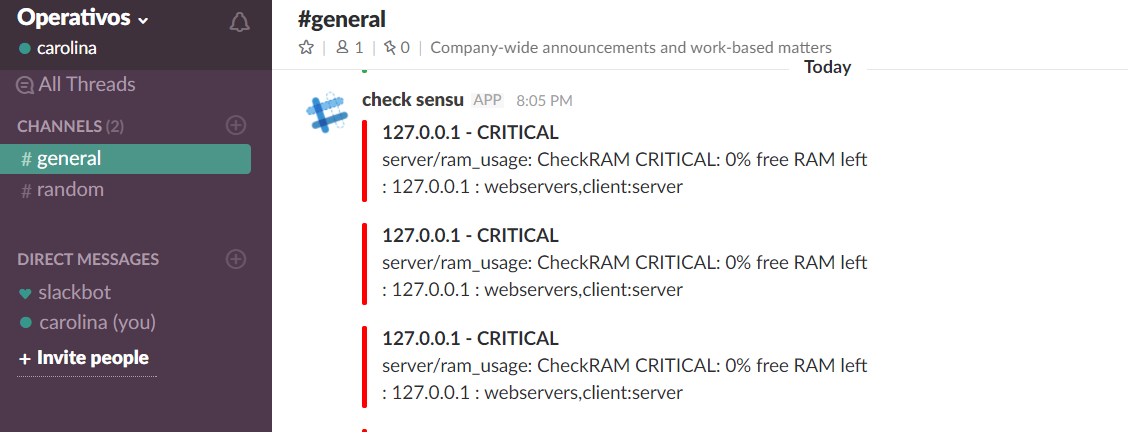 Operativos
carolina
All Threads
CHANNELS (2)
# general
# random
DIRECT MESSAGES
slackbot
carolina (you)
+ Invite people
#general
1 | 0 | Company-wide announcements and work-based matters
Today
check sensu APP 8:05 PM
127.0.0.1 - CRITICAL
server/ram_usage: CheckRAM CRITICAL: 0% free RAM left
: 127.0.0.1 : webservers,client:server
127.0.0.1 - CRITICAL
server/ram_usage: CheckRAM CRITICAL: 0% free RAM left
: 127.0.0.1 : webservers,client:server
127.0.0.1 - CRITICAL
server/ram_usage: CheckRAM CRITICAL: 0% free RAM left
: 127.0.0.1 : webservers,client:server